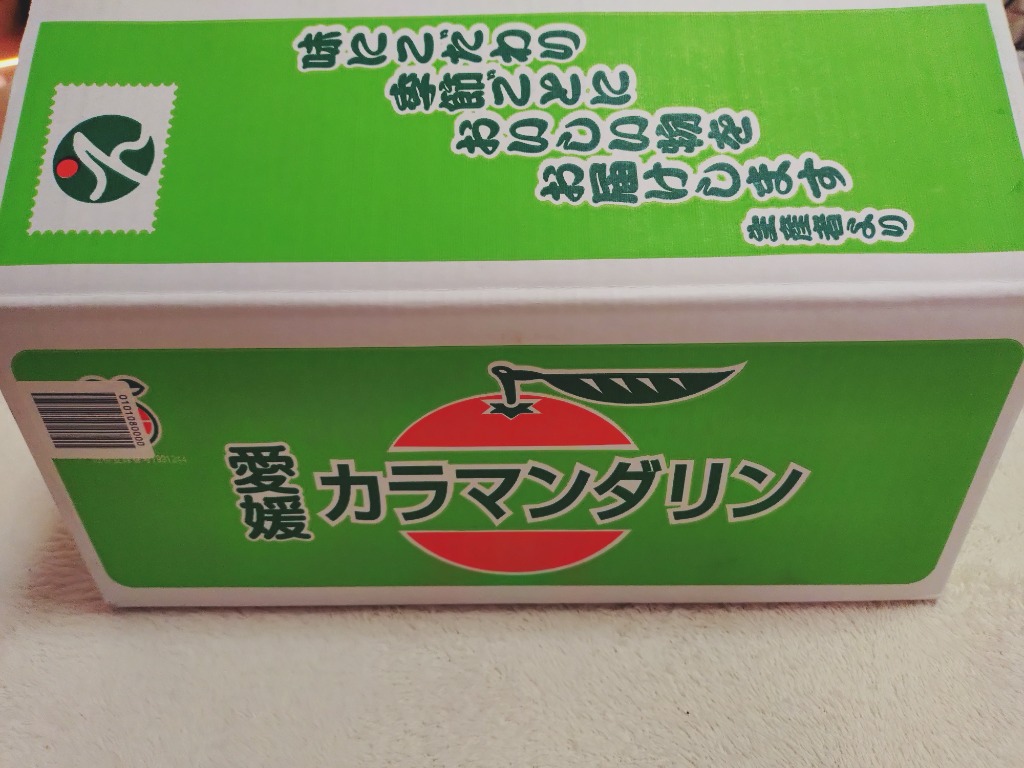 味にこだわり
季節ごとに
おいしい物を
お届けします
生産者より
0101080000
愛媛
カラマンダリン